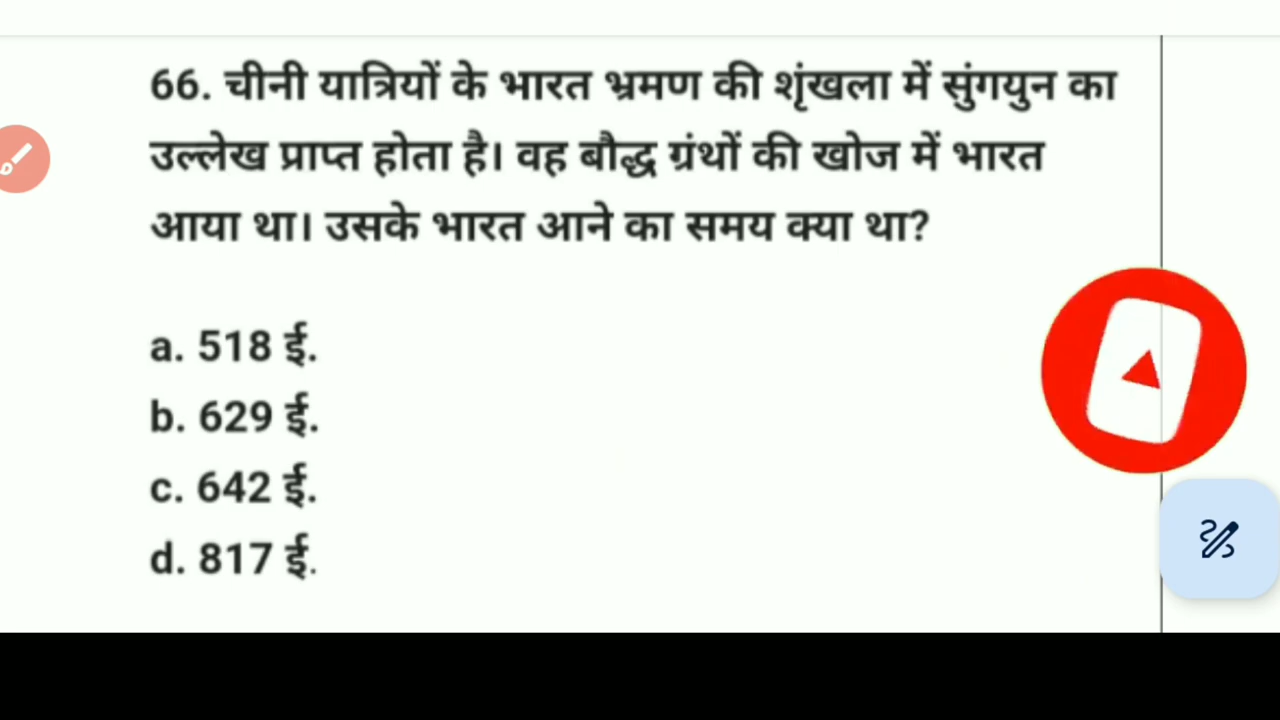 66. चीनी यात्रियों के भारत भ्रमण की शृंखला में सुंगयुन का
उल्लेख प्राप्त होता है। वह बौद्ध ग्रंथों की खोज में भारत
आया था। उसके भारत आने का समय क्या था?
a. 518 ई.
b. 629 ई.
c. 642 ई.
d. 817 ई.